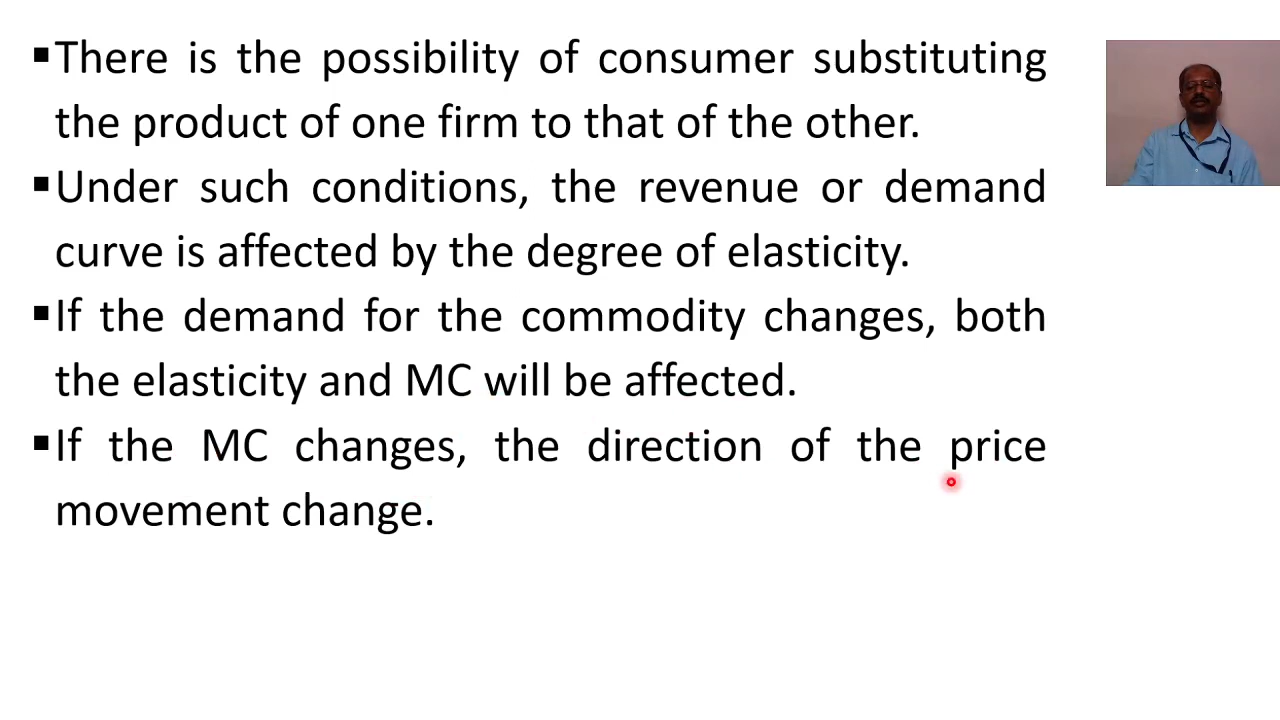 ▪There is the possibility of consumer substituting
the product of one firm to that of the other.
▪Under such conditions, the revenue or demand
curve is affected by the degree of elasticity.
▪If the demand for the commodity changes, both
the elasticity and MC will be affected.
▪If the MC changes, the direction of the price
movement change.